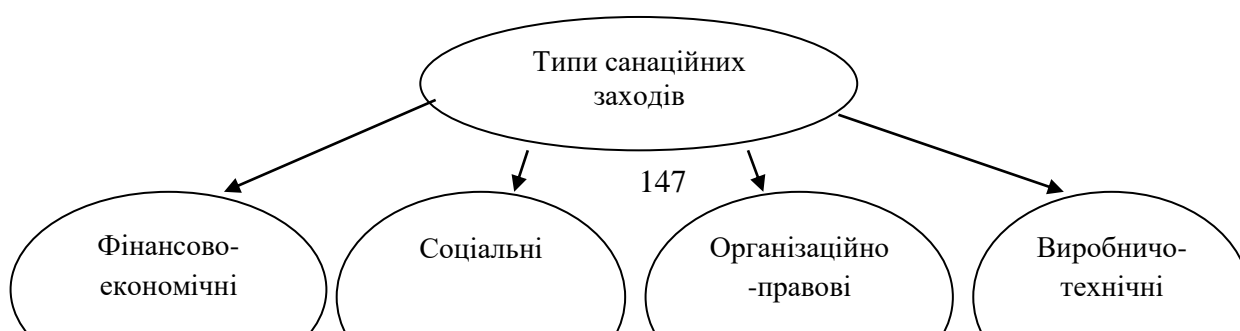 Типи санаційних
заходів
147
Фінансово-
економічні
Соціальні
Організаційно
-правові
Виробничо-
технічні